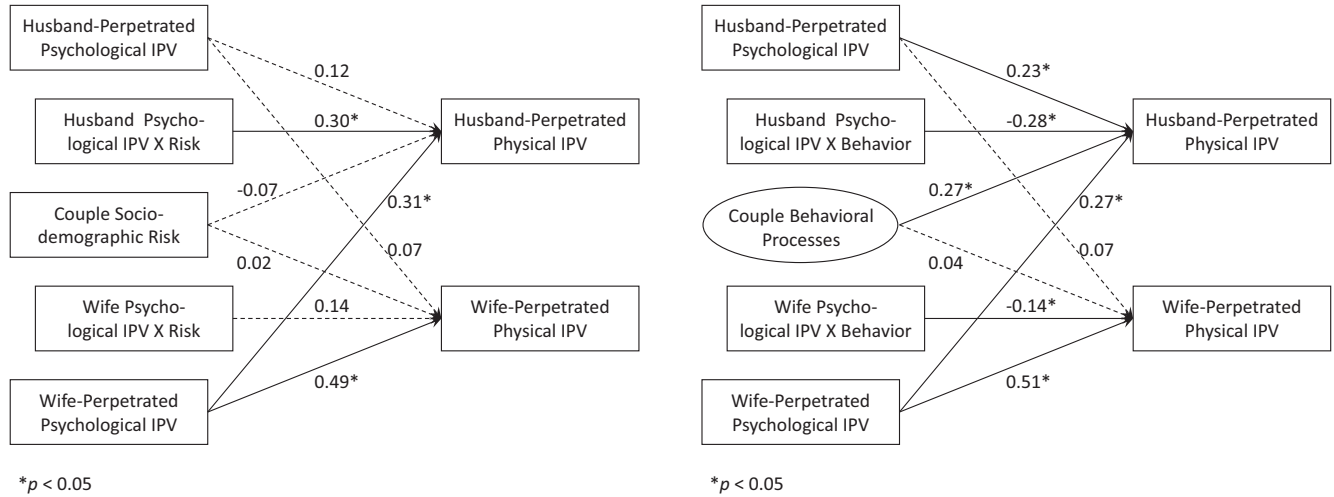 Husband-Perpetrated
Psychological IPV
0.12
Husband Psycho-
logical IPV X Risk
0.30*
Husband-Perpetrated
Physical IPV
-0.07
0.31*
Couple Socio-
demographic Risk
0.02
0.07
Wife Psycho-
logical IPV X Risk
0.14
Wife-Perpetrated
Physical IPV
0.49*
Wife-Perpetrated
Psychological IPV
*p < 0.05
Husband-Perpetrated
Psychological IPV
0.23*
Husband Psycho-
logical IPV X Behavior
-0.28*
Husband-Perpetrated
Physical IPV
0.27*
0.27*
Couple Behavioral
Processes
0.04
0.07
Wife Psycho-
logical IPV X Behavior
-0.14*
Wife-Perpetrated
Physical IPV
0.51*
Wife-Perpetrated
Psychological IPV
*p < 0.05